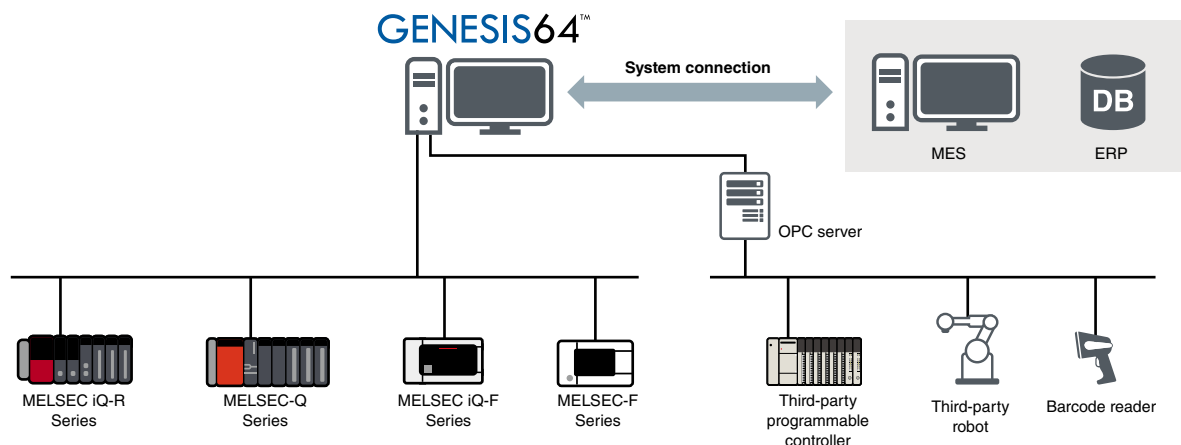 GENESIS64™
System connection
DB
MES
ERP
OPC server
MELSEC iQ-R
Series
MELSEC-Q
Series
MELSEC iQ-F
Series
MELSEC-F
Series
Third-party
programmable
controller
Third-party
robot
Barcode reader